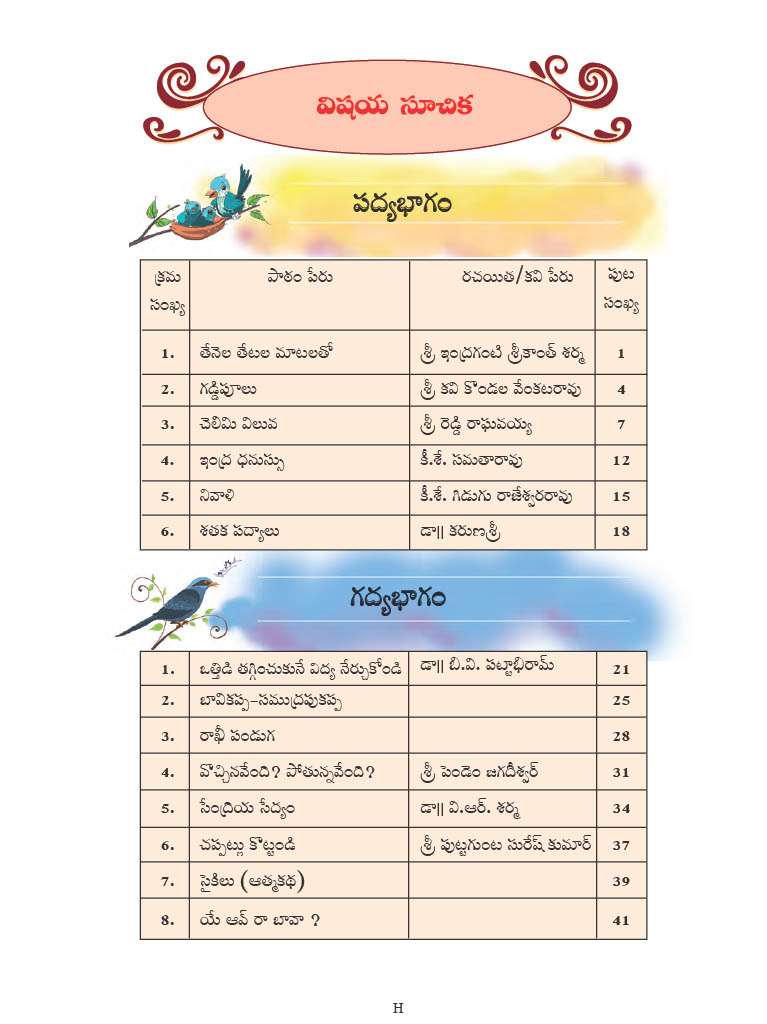 విషయ సూచిక
పద్యభాగం
క్రమ సంఖ్య పాఠం పేరు రచయిత/కవి పేరు పుట సంఖ్య
1. తేనెల తేటల మాటలతో శ్రీ ఇంద్రగంటి శ్రీకాంత్ శర్మ 1
2. గడ్డిపూలు శ్రీ కవి కొండల వేంకటరావు 4
3. చెలిమి విలువ శ్రీ రెడ్డి రాఘవయ్య 7
4. ఇంద్ర ధనుస్సు కీ.శే. సమతారావు 12
5. నివాళి కీ.శే. గిడుగు రాజేశ్వరరావు 15
6. శతక పద్యాలు డా॥ కరుణశ్రీ 18
గద్యభాగం
1. ఒత్తిడి తగ్గించుకునే విద్య నేర్చుకోండి డా॥ బి.వి. పట్టాభిరామ్ 21
2. బావికప్ప-సముద్రపుకప్ప 25
3. రాఖీ పండుగ 28
4. వొచ్చినవేంది? పోతున్నవేంది? శ్రీ పెండెం జగదీశ్వర్ 31
5. సేంద్రియ సేద్యం డా॥ వి.ఆర్. శర్మ 34
6. చప్పట్లు కొట్టండి శ్రీ పుట్టగుంట సురేష్ కుమార్ 37
7. సైకిలు (ఆత్మకథ) 39
8. యే ఆవ్ రా బావా ? 41
H